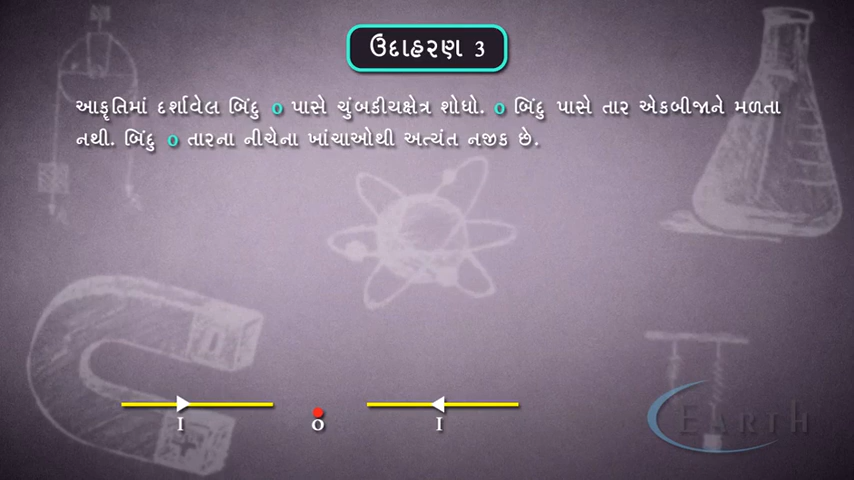 ઉદાહરણ 3
આકૃતિમાં દર્શાવેલ બિંદુ O પાસે ચુંબકીયક્ષેત્ર શોધો. O બિંદુ પાસે તાર એકબીજાને મળતા
નથી. બિંદુ O તારના નીચેના ખાંચાઓથી અત્યંત નજીક છે.
I O I
EARTH